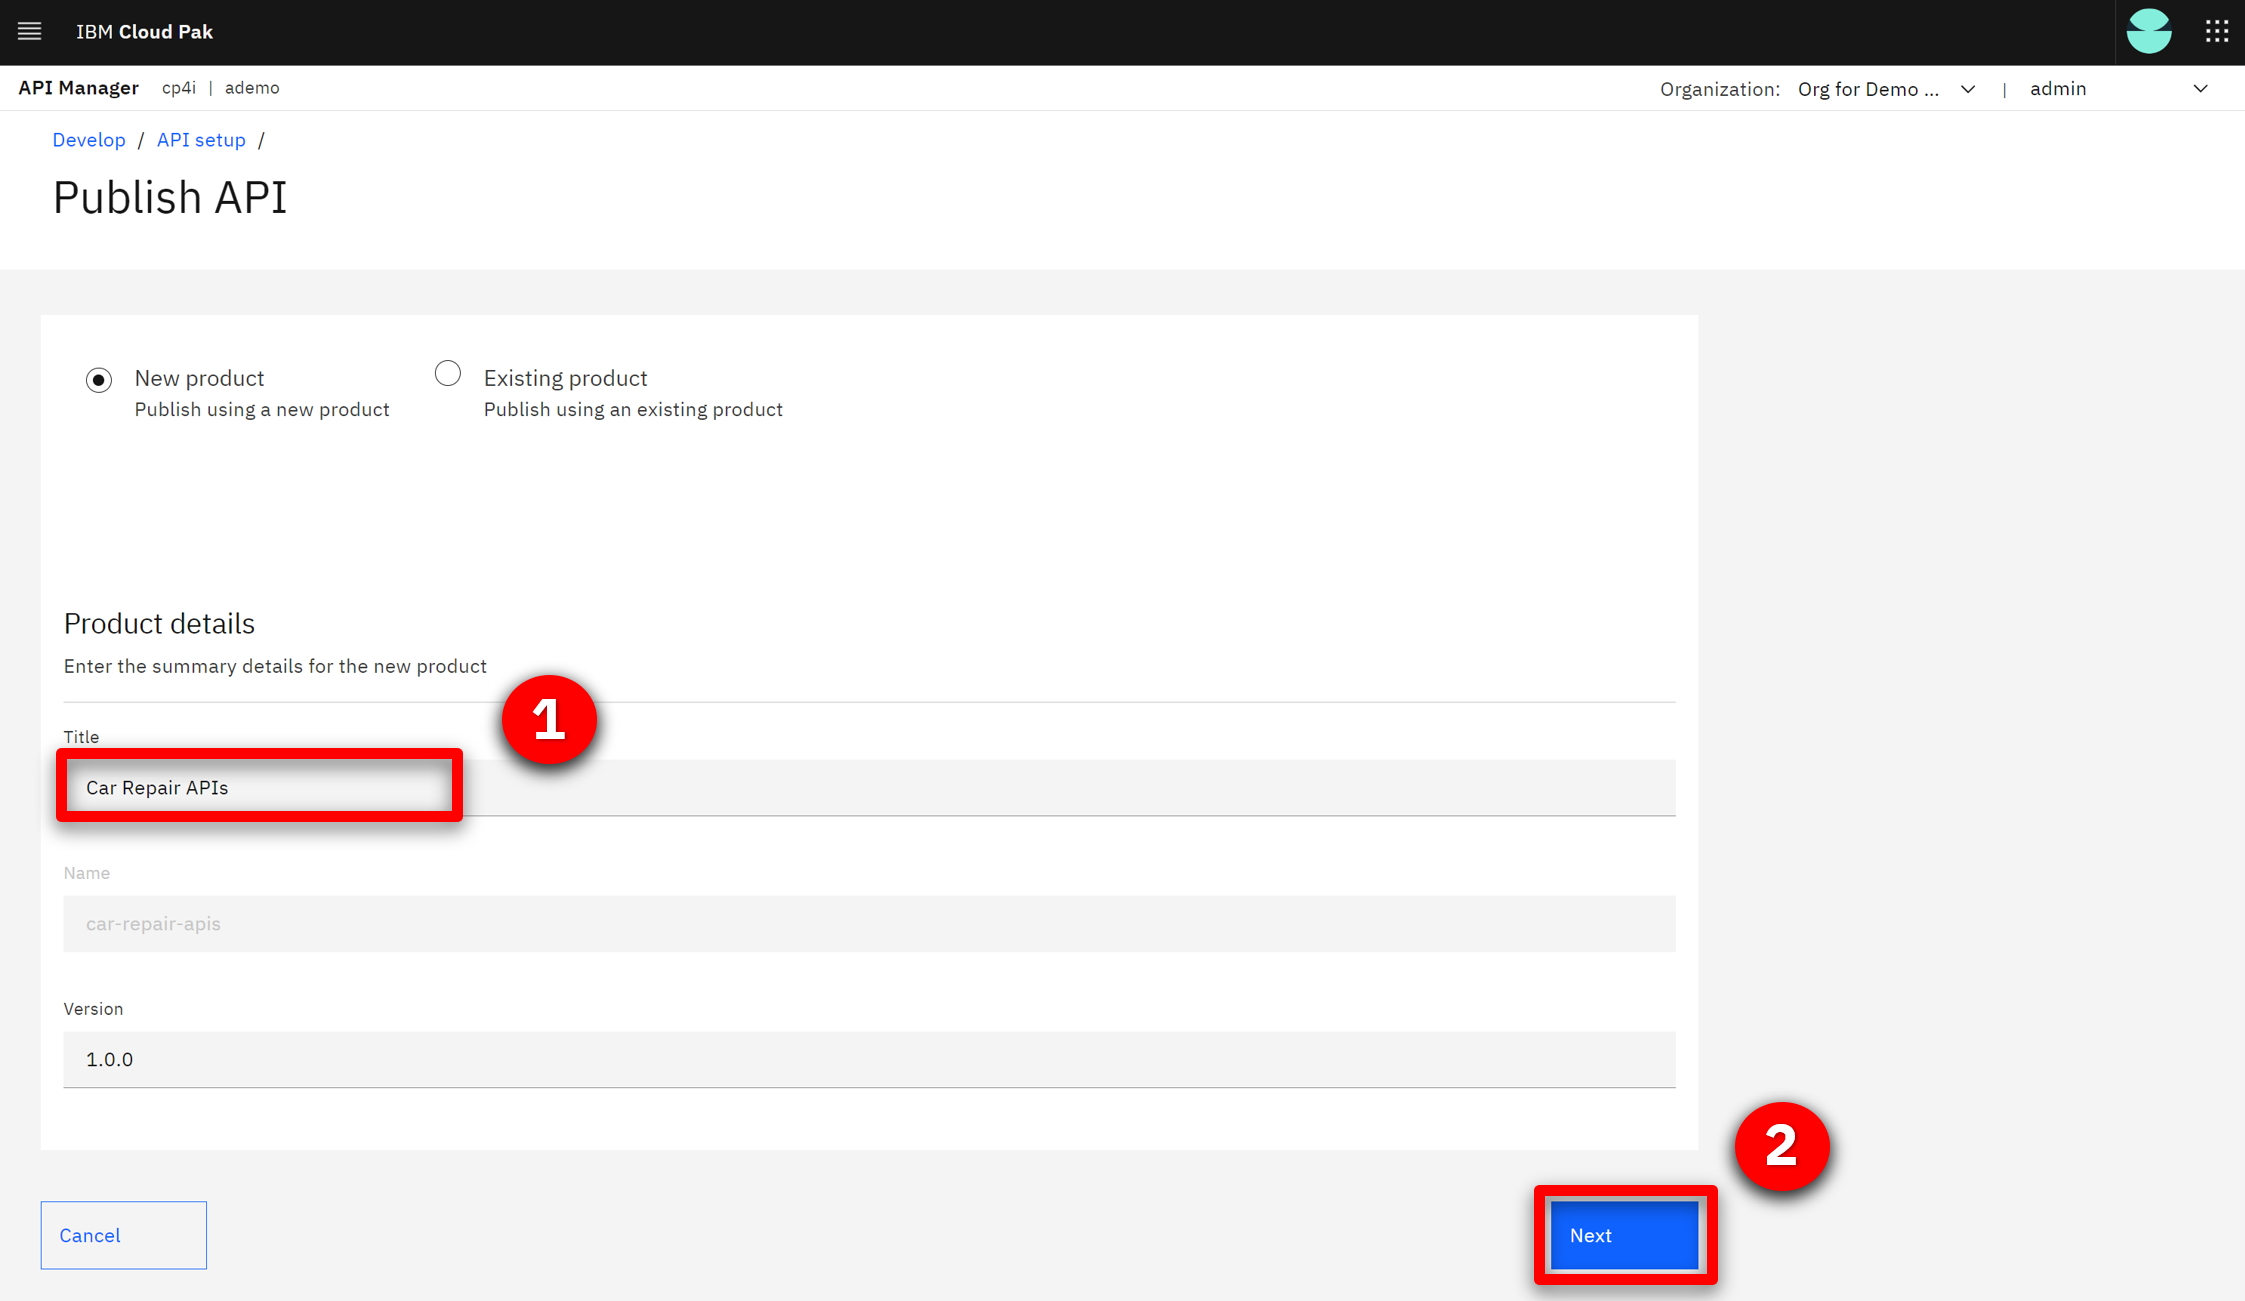 IBM Cloud Pak
API Manager cp4i | ademo Organization: Org for Demo ... | admin
Develop / API setup /
Publish API
New product Existing product
Publish using a new product Publish using an existing product
Product details
Enter the summary details for the new product
1
Title
Car Repair APIs
Name
car-repair-apis
Version
1.0.0
2
Cancel Next